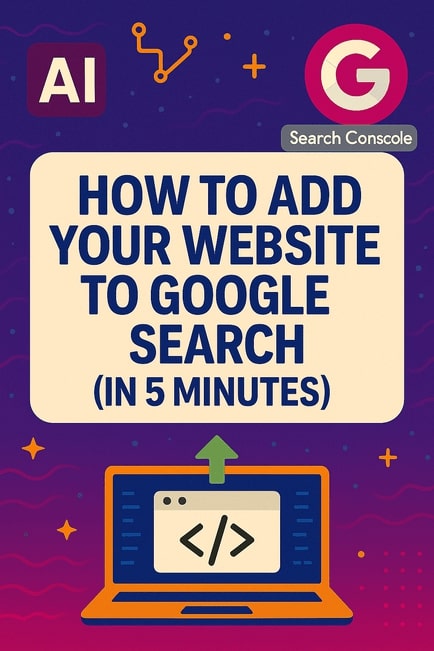 AI
G
Search Conscole
HOW TO ADD
YOUR WEBSITE
TO GOOGLE
SEARCH
(IN 5 MINUTES)
</>